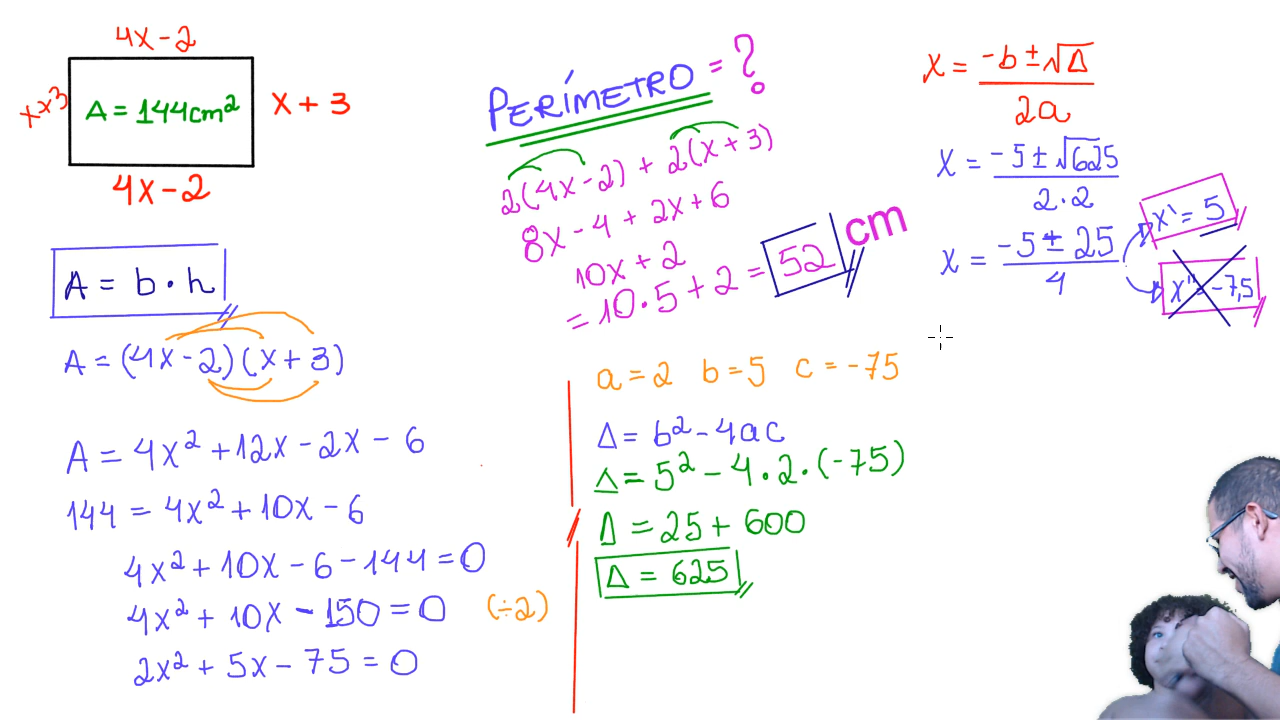 4x - 2
x x 3
A = 144cm²
x + 3
4x - 2
A = b · h
A = (4x - 2)(x + 3)
A = 4x² + 12x - 2x - 6
144 = 4x² + 10x - 6
4x² + 10x - 6 - 144 = 0
4x² + 10x - 150 = 0 (÷2)
2x² + 5x - 75 = 0
PERÍMETRO = ?
2(4x - 2) + 2(x + 3)
8x - 4 + 2x + 6
10x + 2
= 10 · 5 + 2 = 52 cm
a = 2 b = 5 c = -75
Δ = b² - 4ac
Δ = 5² - 4 · 2 · (-75)
Δ = 25 + 600
Δ = 625
x = -b ± √Δ / 2a
x = -5 ± √625 / 2 · 2
x = -5 ± 25 / 4
x' = 5
x'' = -7,5